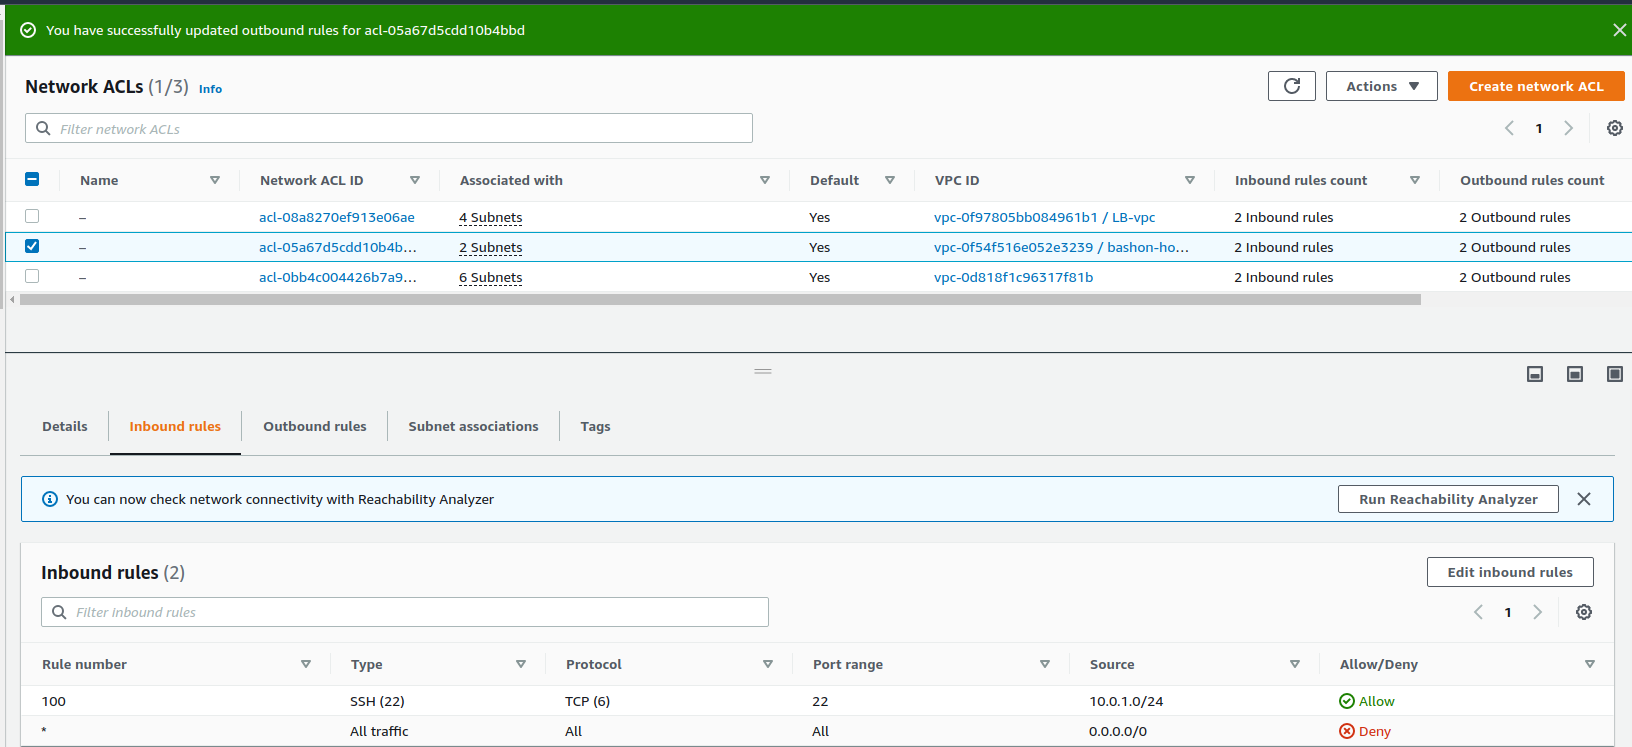 You have successfully updated outbound rules for acl-05a67d5cdd10b4bbd
Network ACLs (1/3) Info
Actions
Create network ACL
Filter network ACLs
1
Name Network ACL ID Associated with Default VPC ID Inbound rules count Outbound rules count
– acl-08a8270ef913e06ae 4 Subnets Yes vpc-0f97805bb084961b1 / LB-vpc 2 Inbound rules 2 Outbound rules
– acl-05a67d5cdd10b4b... 2 Subnets Yes vpc-0f54f516e052e3239 / bashon-ho... 2 Inbound rules 2 Outbound rules
– acl-0bb4c004426b7a9... 6 Subnets Yes vpc-0d818f1c96317f81b 2 Inbound rules 2 Outbound rules
Details Inbound rules Outbound rules Subnet associations Tags
You can now check network connectivity with Reachability Analyzer Run Reachability Analyzer
Inbound rules (2) Edit inbound rules
Filter inbound rules 1
Rule number Type Protocol Port range Source Allow/Deny
100 SSH (22) TCP (6) 22 10.0.1.0/24 Allow
* All traffic All All 0.0.0.0/0 Deny